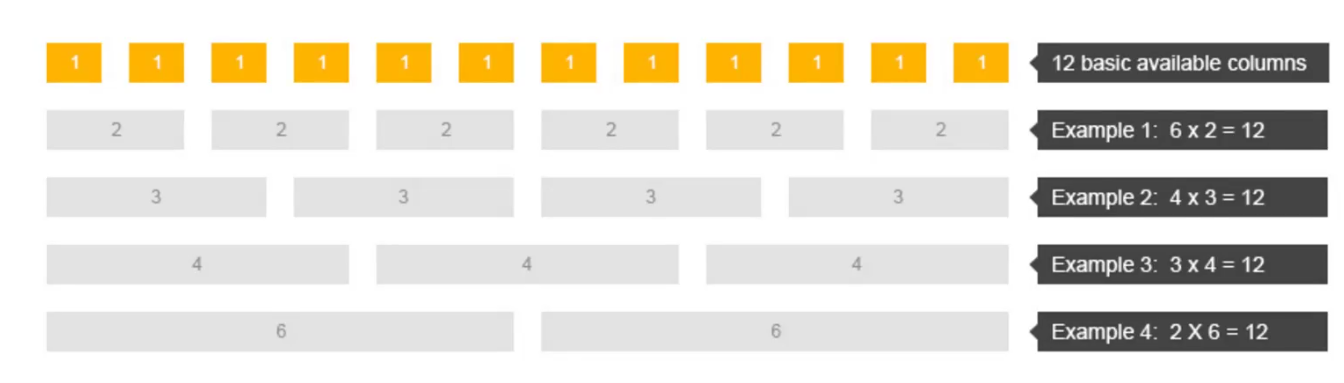 1 1 1 1 1 1 1 1 1 1 1 1 12 basic available columns
2 2 2 2 2 2 Example 1: 6 x 2 = 12
3 3 3 3 Example 2: 4 x 3 = 12
4 4 4 Example 3: 3 x 4 = 12
6 6 Example 4: 2 X 6 = 12